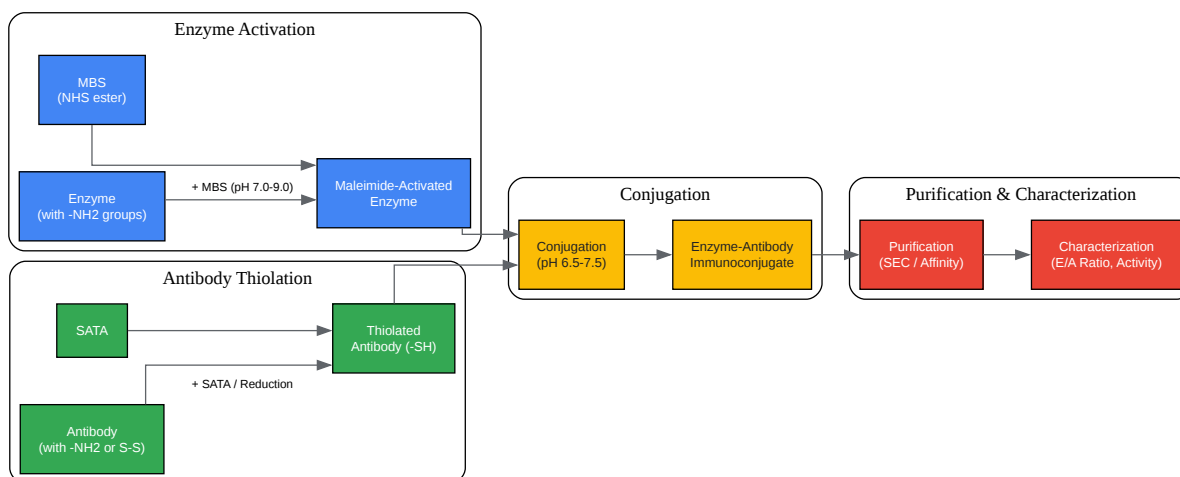 Enzyme Activation
MBS
(NHS ester)
Enzyme
(with -NH2 groups)
+ MBS (pH 7.0-9.0)
Maleimide-Activated
Enzyme
Antibody Thiolation
SATA
Antibody
(with -NH2 or S-S)
+ SATA / Reduction
Thiolated
Antibody (-SH)
Conjugation
Conjugation
(pH 6.5-7.5)
Enzyme-Antibody
Immunoconjugate
Purification & Characterization
Purification
(SEC / Affinity)
Characterization
(E/A Ratio, Activity)